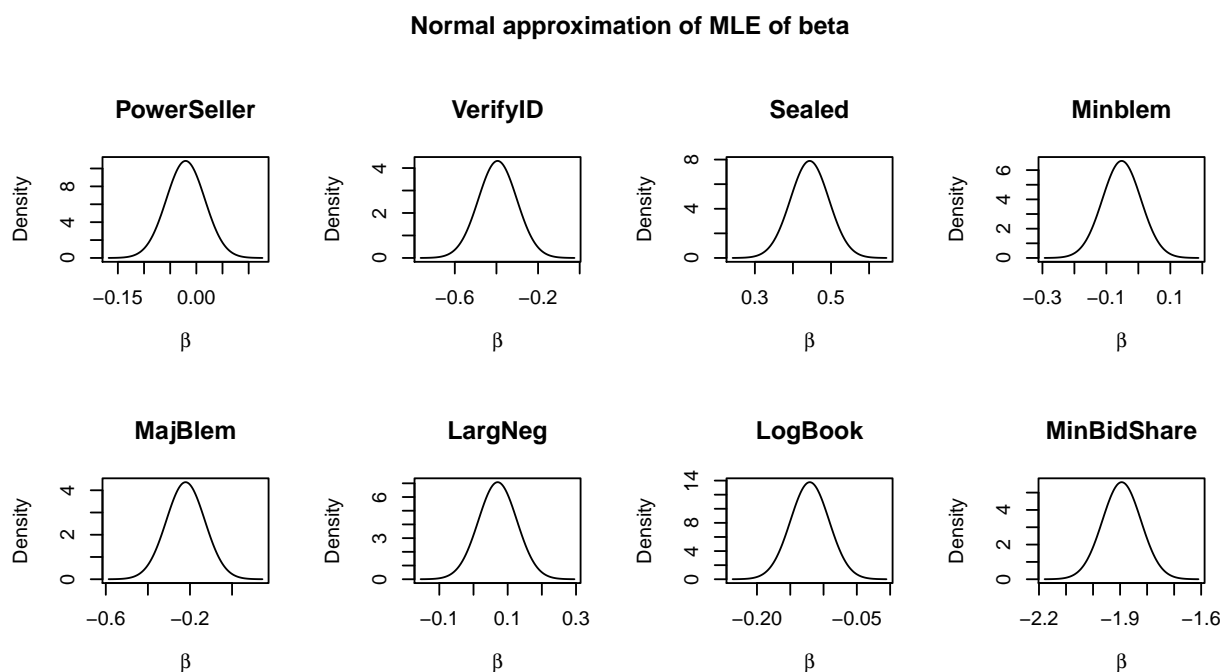 Normal approximation of MLE of beta
PowerSeller
VerifyID
Sealed
Minblem
Density
0
4
8
−0.15
0.00
β
Density
0
2
4
−0.6
−0.2
β
Density
0
4
8
0.3
0.5
β
Density
0
2
4
6
−0.3
−0.1
0.1
β
MajBlem
LargNeg
LogBook
MinBidShare
Density
0
2
4
−0.6
−0.2
β
Density
0
3
6
−0.1
0.1
0.3
β
Density
0
4
8
14
−0.20
−0.05
β
Density
0
2
4
−2.2
−1.9
−1.6
β